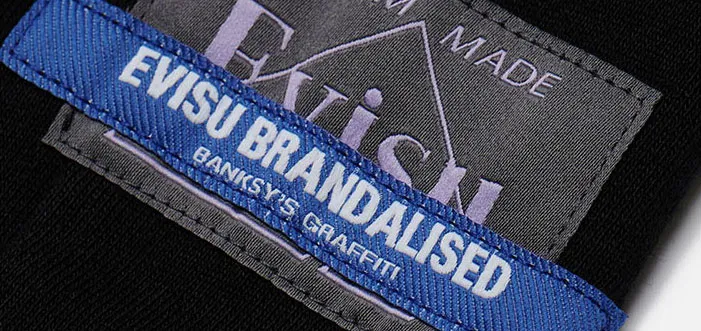 MADE
Evisu
EVISU BRANDALISED
BANKSY'S GRAFFITI